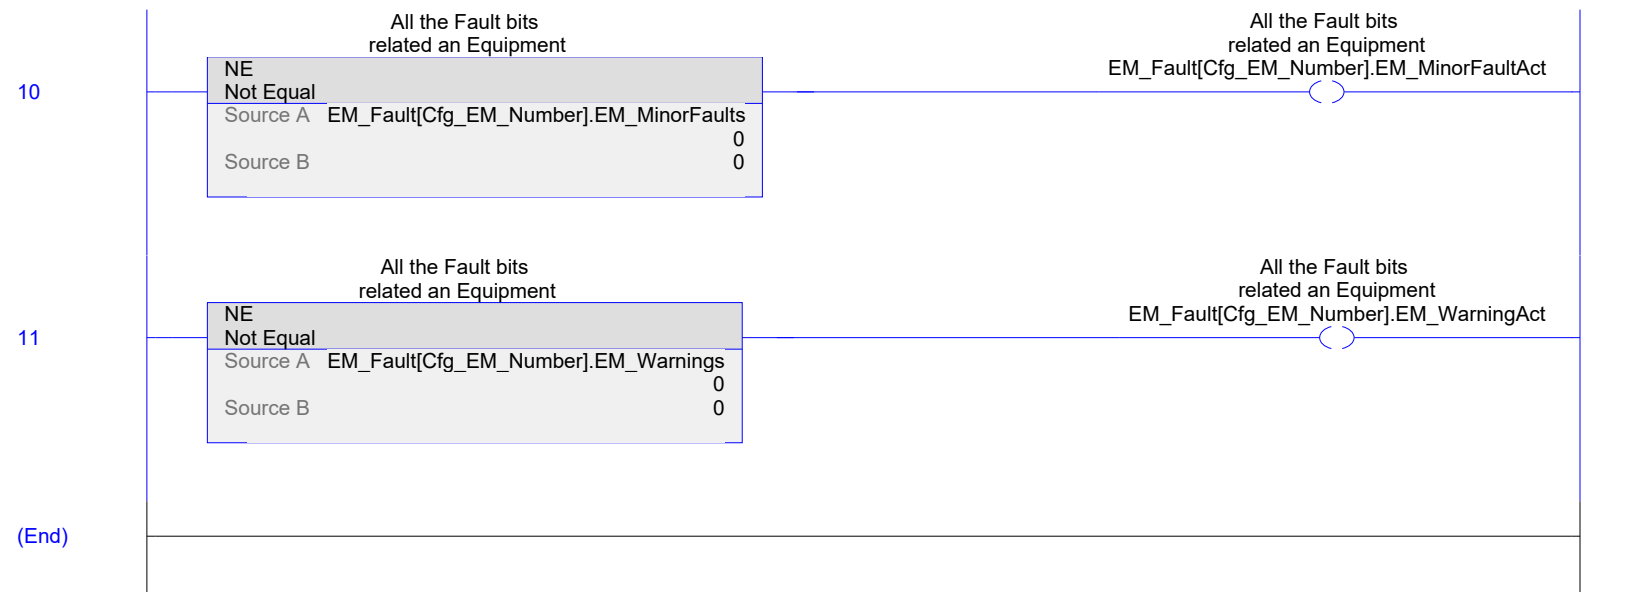 All the Fault bits
related an Equipment
NE
Not Equal
Source A EM_Fault[Cfg_EM_Number].EM_MinorFaults
0
Source B 0
All the Fault bits
related an Equipment
EM_Fault[Cfg_EM_Number].EM_MinorFaultAct
10
All the Fault bits
related an Equipment
NE
Not Equal
Source A EM_Fault[Cfg_EM_Number].EM_Warnings
0
Source B 0
All the Fault bits
related an Equipment
EM_Fault[Cfg_EM_Number].EM_WarningAct
11
(End)